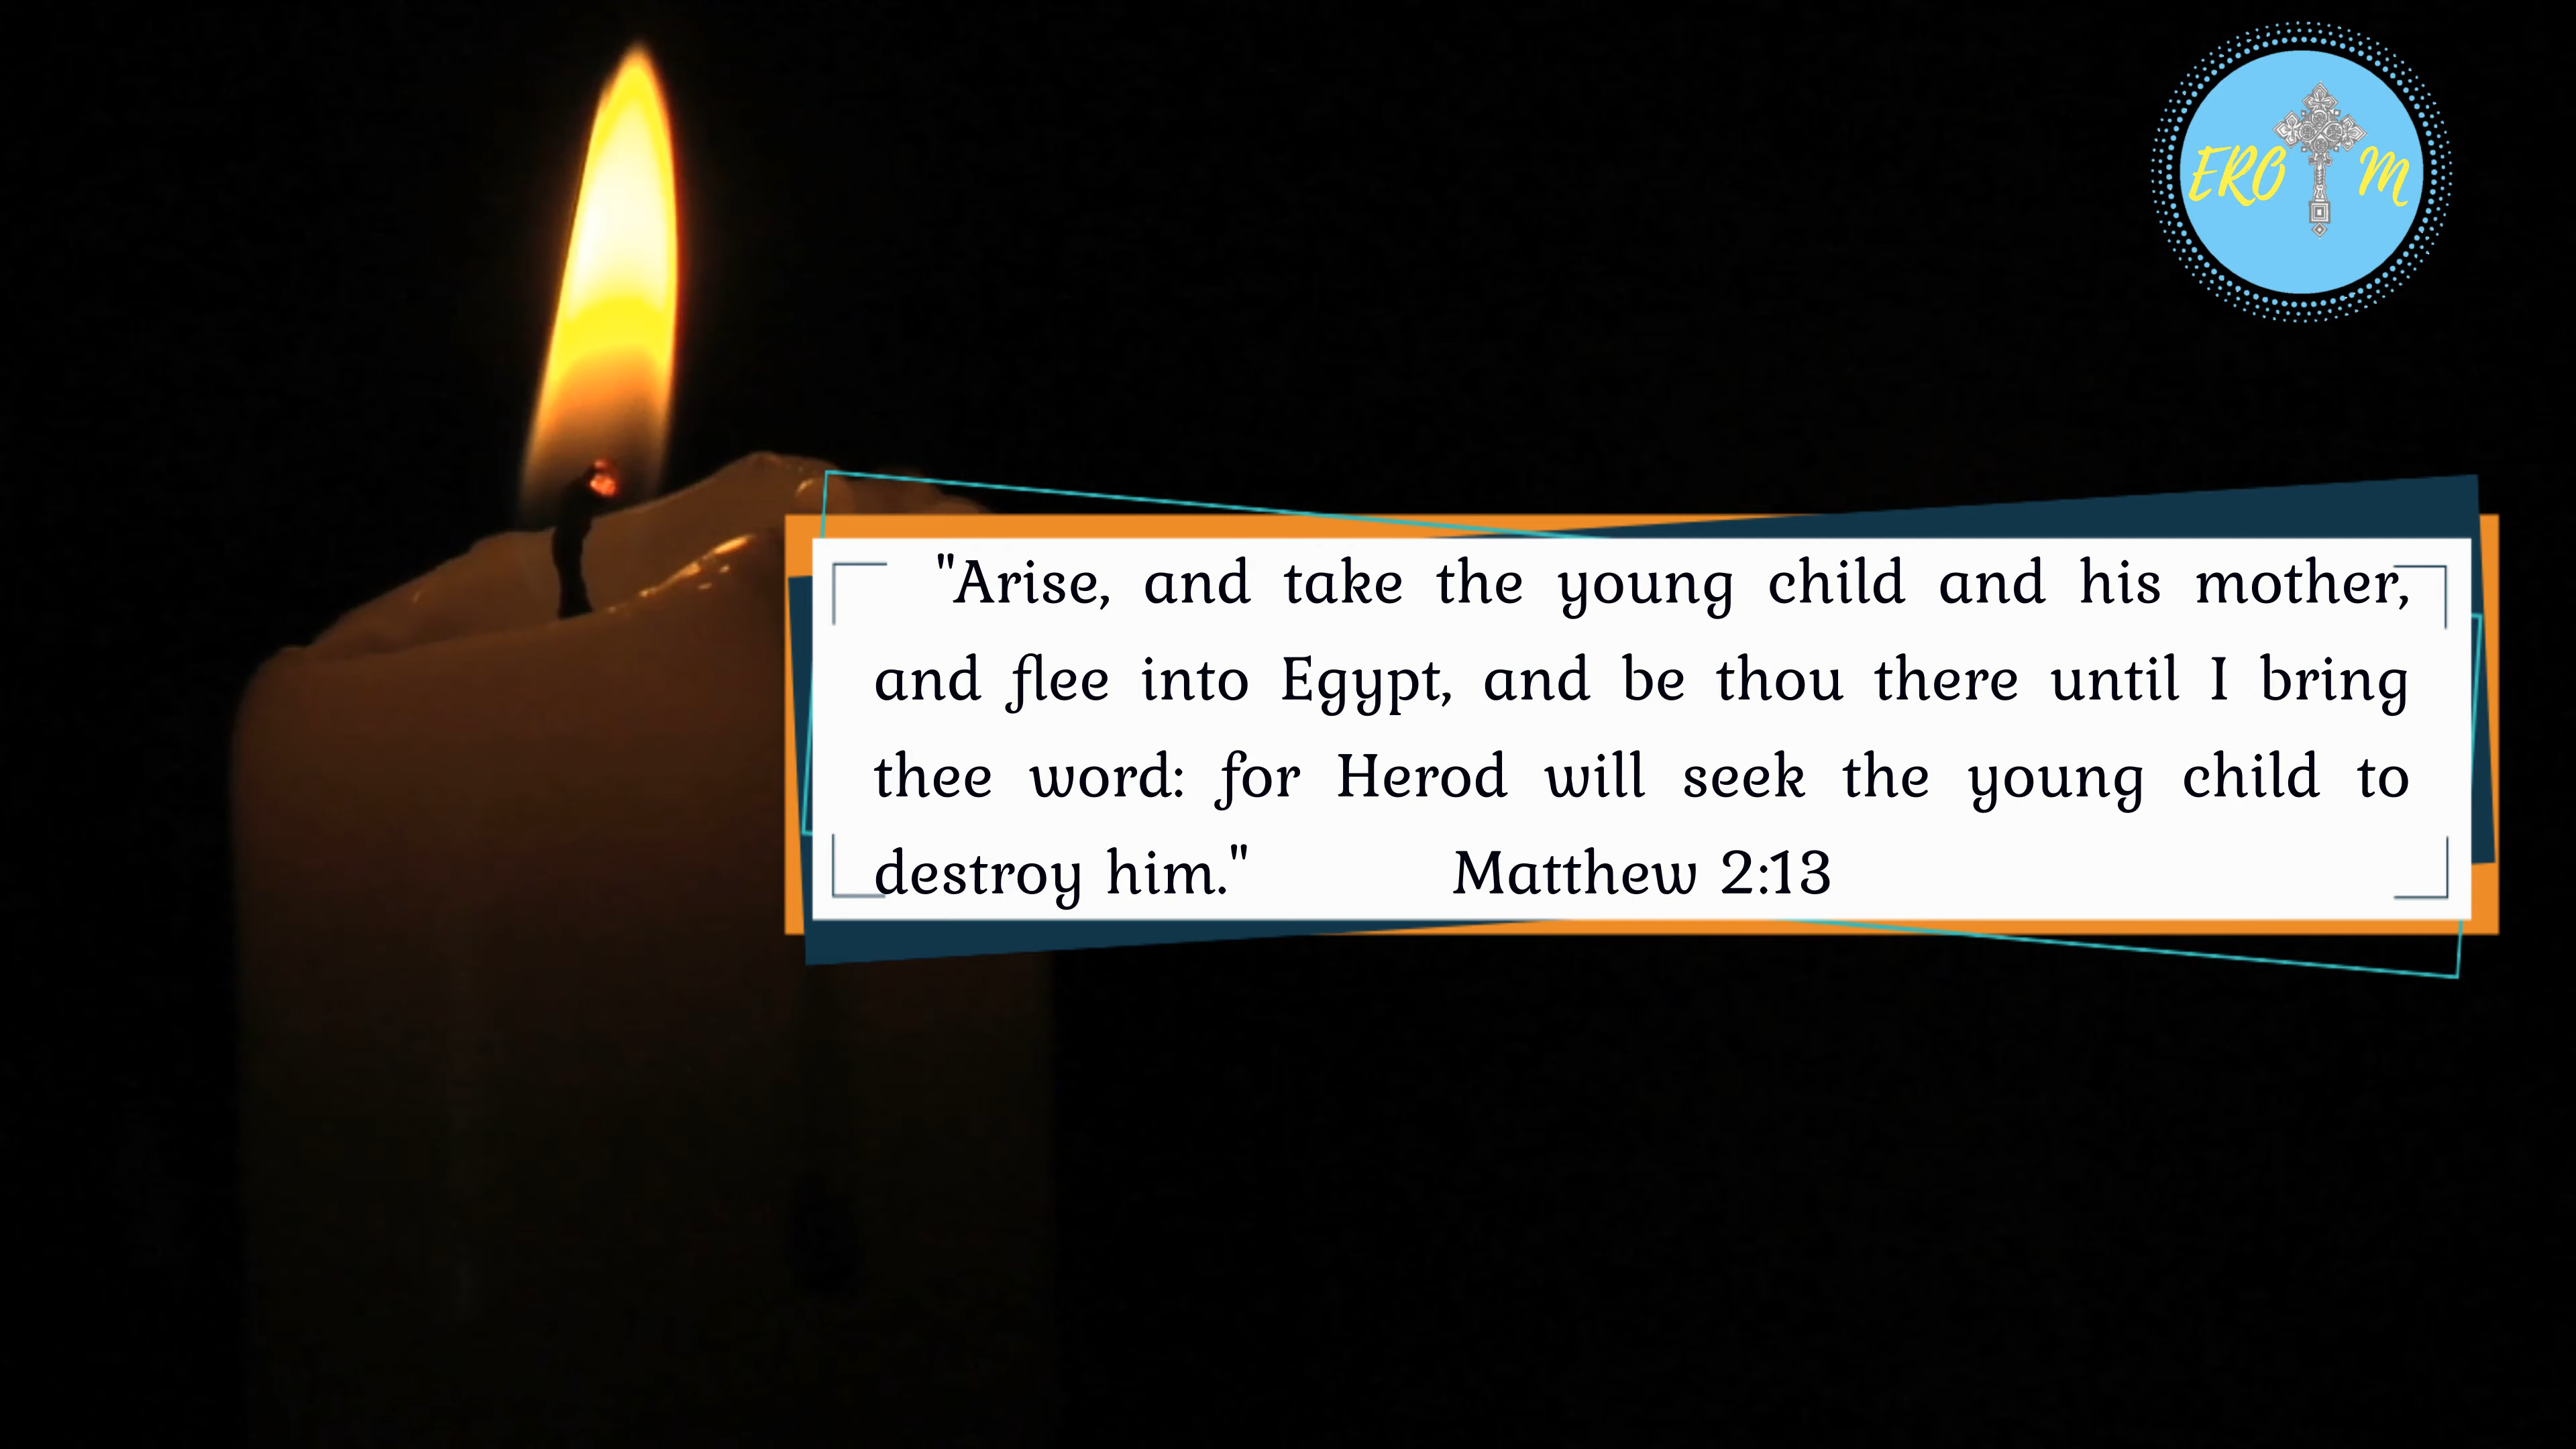 ERO M
"Arise, and take the young child and his mother,
and flee into Egypt, and be thou there until I bring
thee word: for Herod will seek the young child to
destroy him." Matthew 2:13